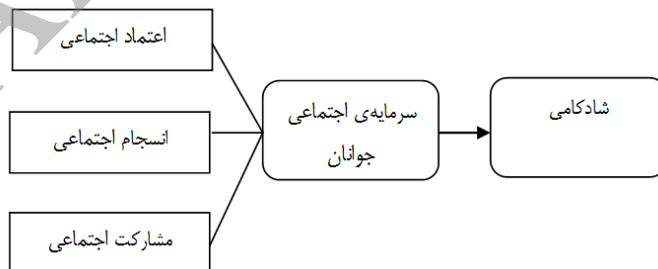 اعتماد اجتماعی
انسجام اجتماعی
مشارکت اجتماعی
سرمایه‌ی اجتماعی
جوانان
شادکامی